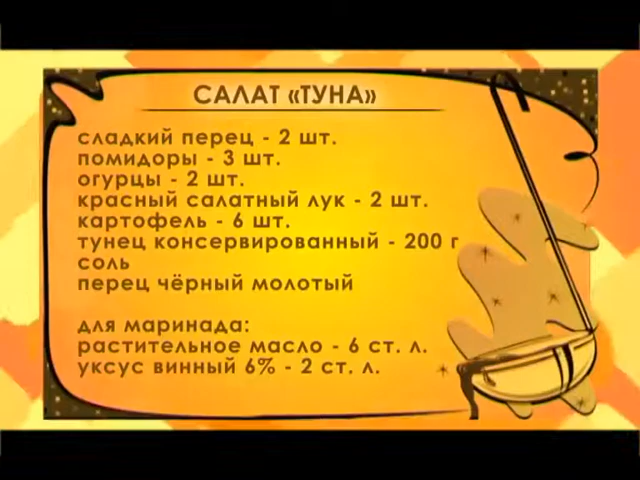 САЛАТ «ТУНА»
сладкий перец - 2 шт.
помидоры - 3 шт.
огурцы - 2 шт.
красный салатный лук - 2 шт.
картофель - 6 шт.
тунец консервированный - 200 г
соль
перец чёрный молотый
для маринада:
растительное масло - 6 ст. л.
уксус винный 6% - 2 ст. л.